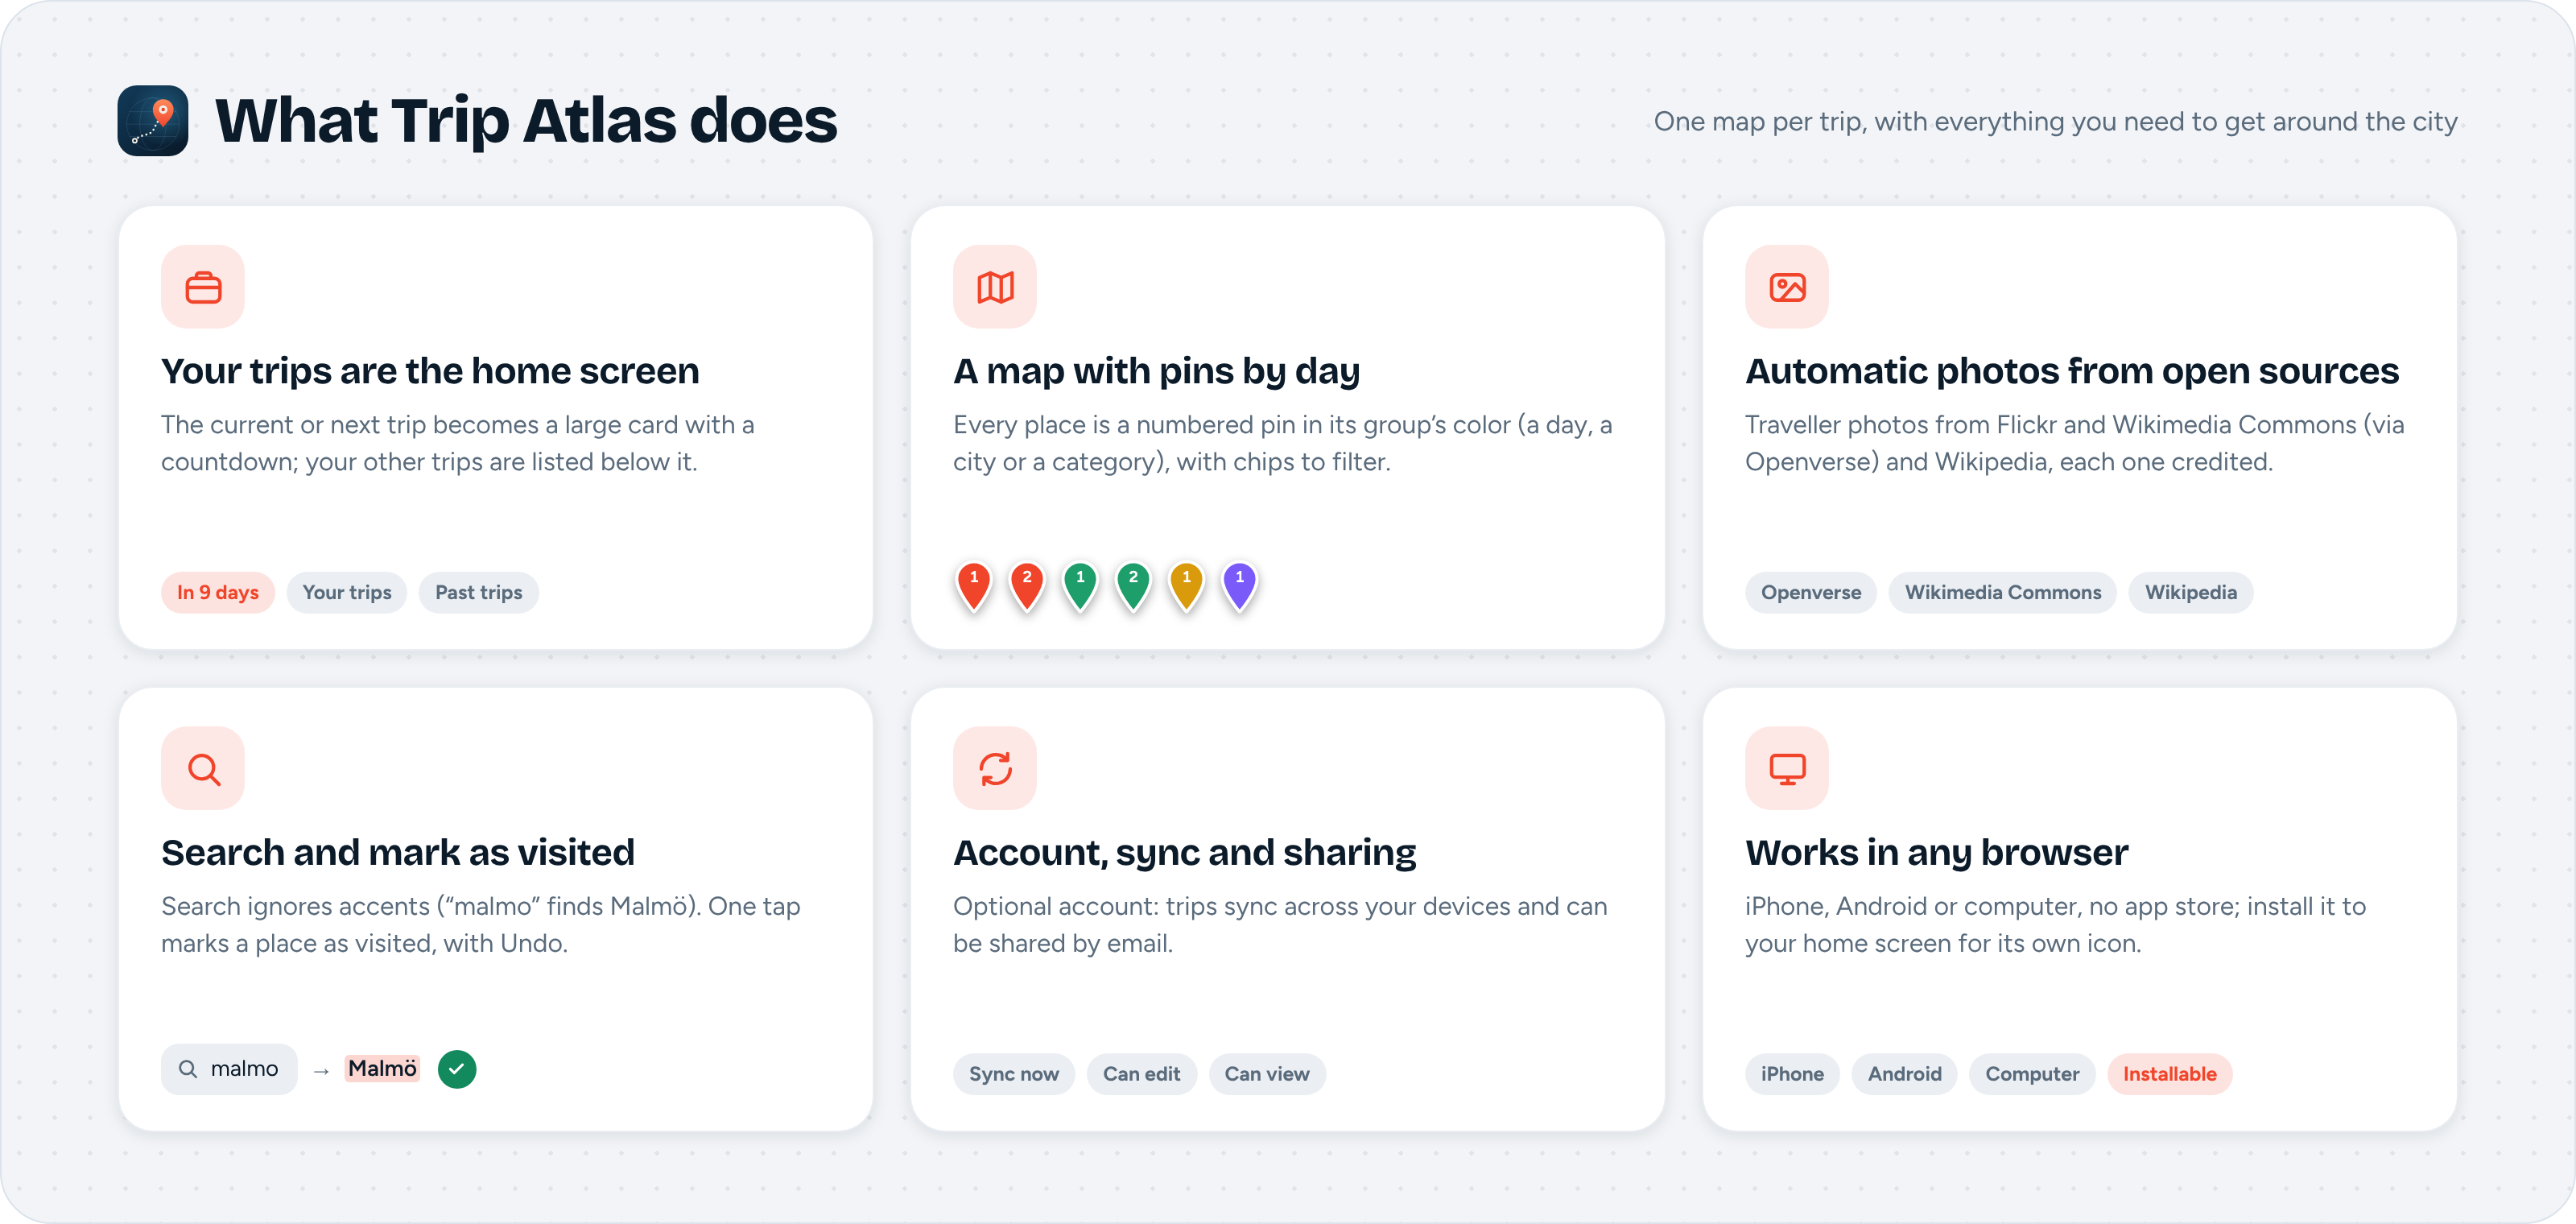 What Trip Atlas does
One map per trip, with everything you need to get around the city
Your trips are the home screen
The current or next trip becomes a large card with a
countdown; your other trips are listed below it.
In 9 days
Your trips
Past trips
A map with pins by day
Every place is a numbered pin in its group’s color (a day, a
city or a category), with chips to filter.
1 2 1 2 1 1
Automatic photos from open sources
Traveller photos from Flickr and Wikimedia Commons (via
Openverse) and Wikipedia, each one credited.
Openverse
Wikimedia Commons
Wikipedia
Search and mark as visited
Search ignores accents (“malmo” finds Malmö). One tap
marks a place as visited, with Undo.
malmo → Malmö
Account, sync and sharing
Optional account: trips sync across your devices and can
be shared by email.
Sync now
Can edit
Can view
Works in any browser
iPhone, Android or computer, no app store; install it to
your home screen for its own icon.
iPhone
Android
Computer
Installable